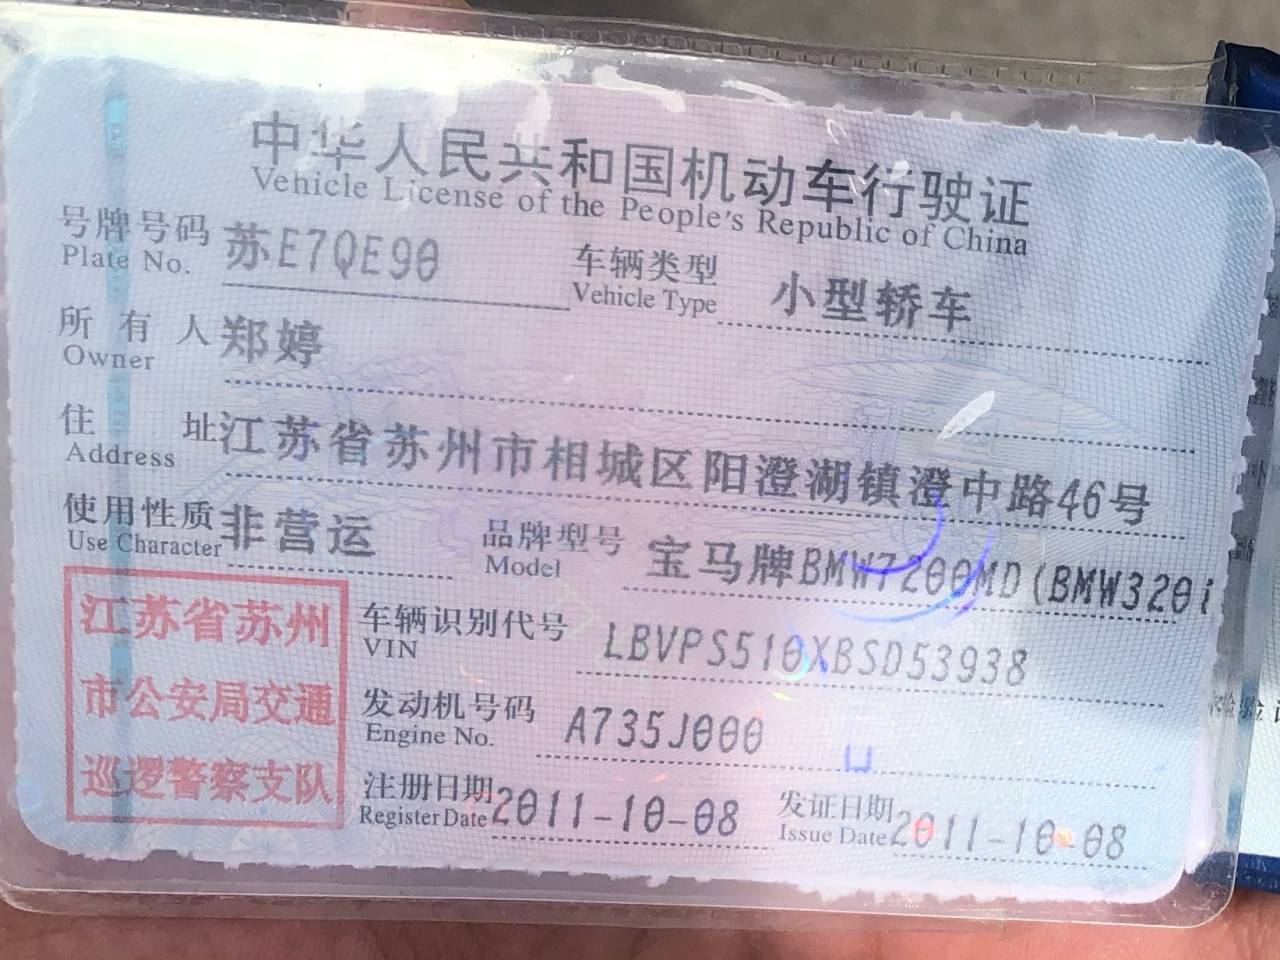 中华人民共和国机动车行驶证
Vehicle License of the People's Republic of China
号牌号码 苏E7QE90 车辆类型 小型轿车
Plate No. Vehicle Type
所有人 郑婷
Owner
住址 江苏省苏州市相城区阳澄湖镇澄中路46号
Address
使用性质 非营运 品牌型号 宝马牌BMW7200MD(BMW320i
Use Character Model
江苏省苏州
市公安局交通
巡逻警察支队
车辆识别代号 LBVPS510XBSD53938
VIN
发动机号码 A735J000
Engine No.
注册日期 2011-10-08 发证日期 2011-10-08
Register Date Issue Date